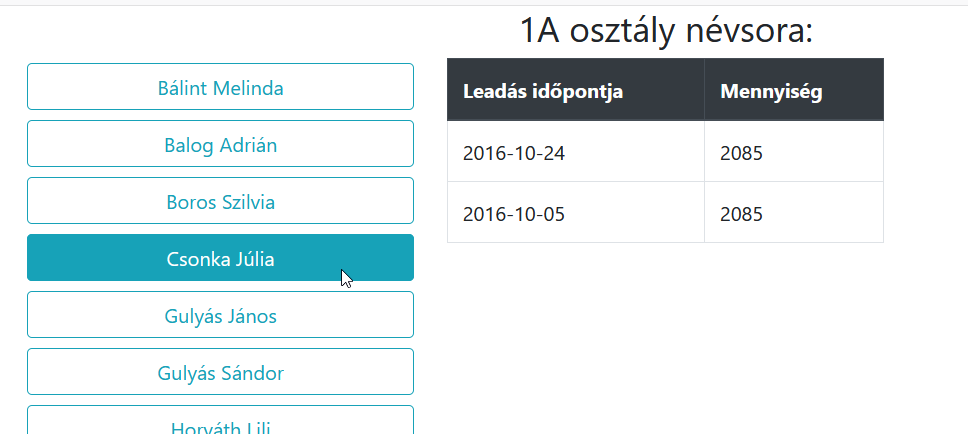 1A osztály névsora:
Bálint Melinda
Balog Adrián
Boros Szilvia
Csonka Júlia
Gulyás János
Gulyás Sándor
Horváth Lili
Leadás időpontja Mennyiség
2016-10-24 2085
2016-10-05 2085